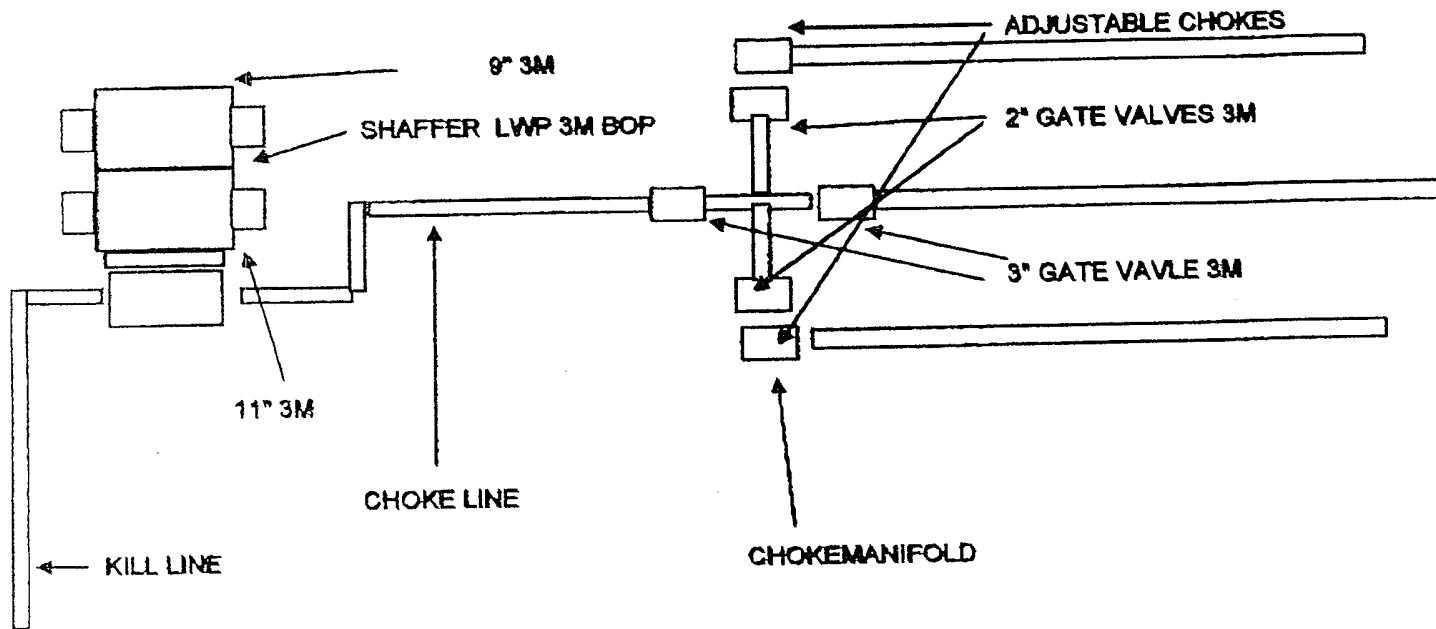 ADJUSTABLE CHOKES
9" 3M
SHAFFER LWP 3M BOP
2" GATE VALVES 3M
3" GATE VAVLE 3M
11" 3M
CHOKE LINE
CHOKEMANIFOLD
KILL LINE